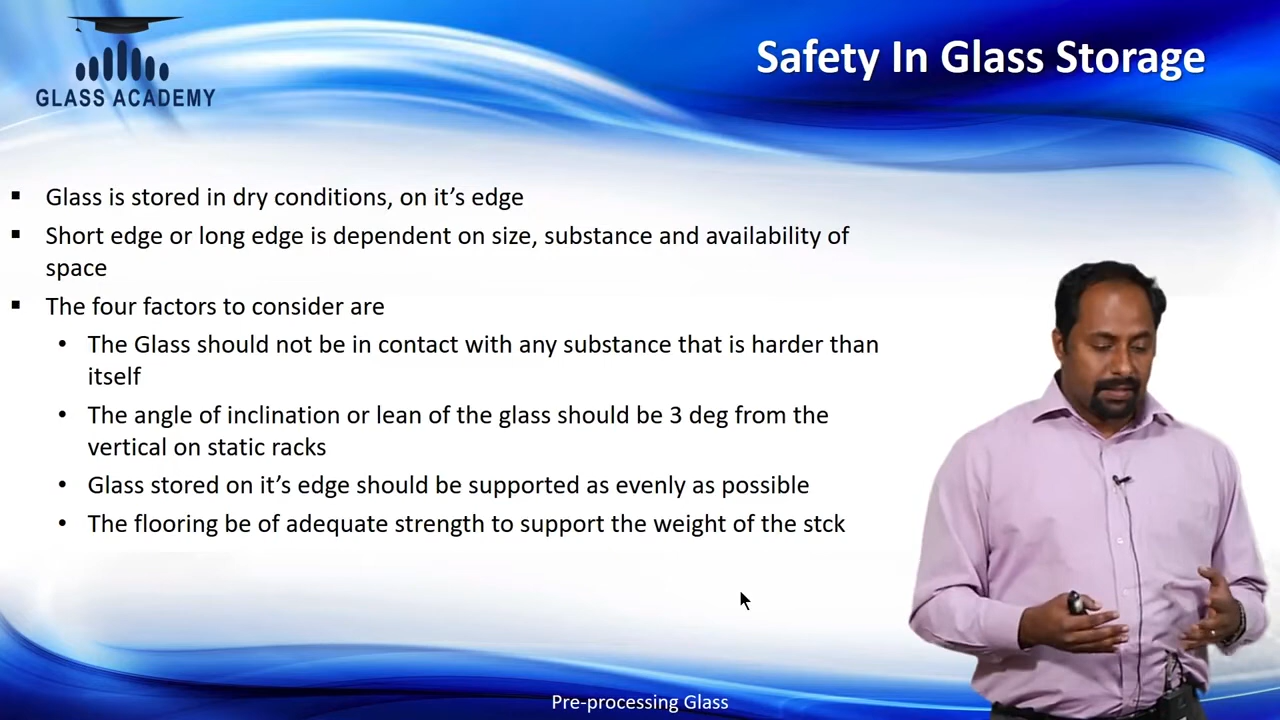 GLASS ACADEMY
Safety In Glass Storage
▪ Glass is stored in dry conditions, on it’s edge
▪ Short edge or long edge is dependent on size, substance and availability of
space
▪ The four factors to consider are
• The Glass should not be in contact with any substance that is harder than
itself
• The angle of inclination or lean of the glass should be 3 deg from the
vertical on static racks
• Glass stored on it’s edge should be supported as evenly as possible
• The flooring be of adequate strength to support the weight of the stck
Pre-processing Glass